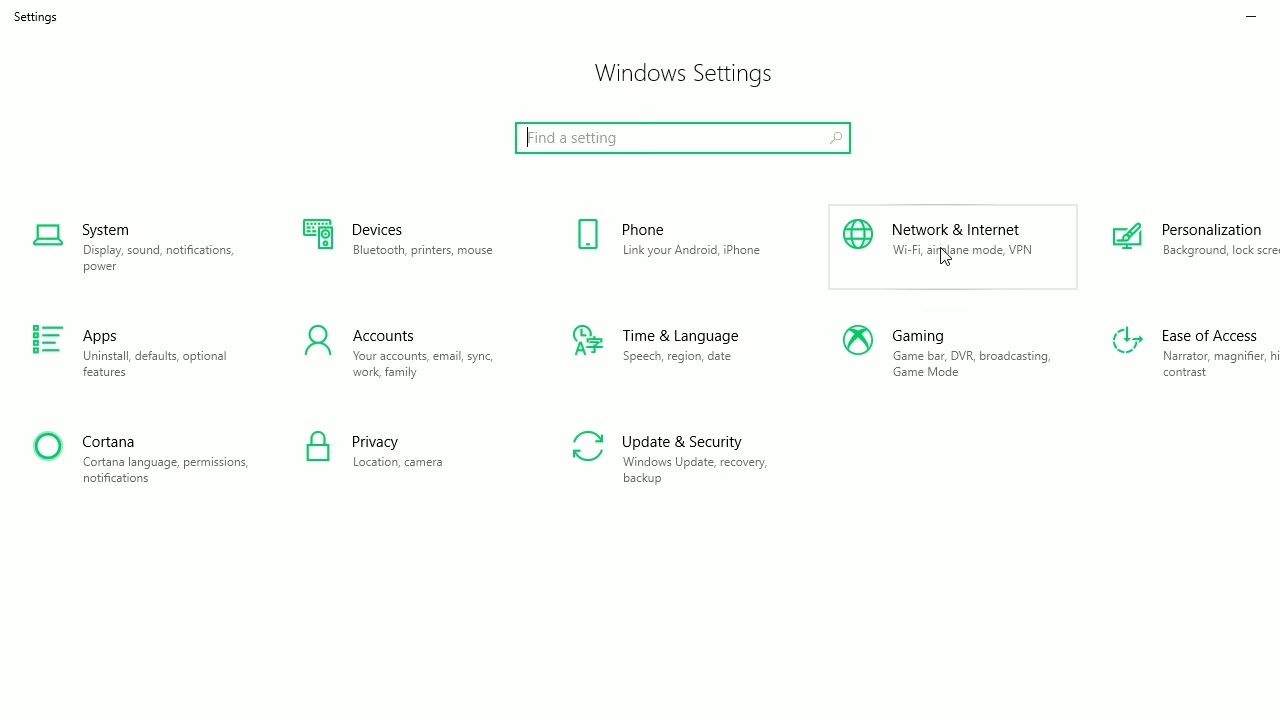 Settings
Windows Settings
Find a setting
System
Display, sound, notifications,
power
Devices
Bluetooth, printers, mouse
Phone
Link your Android, iPhone
Network & Internet
Wi-Fi, airplane mode, VPN
Personalization
Background, lock scre
Apps
Uninstall, defaults, optional
features
Accounts
Your accounts, email, sync,
work, family
Time & Language
Speech, region, date
Gaming
Game bar, DVR, broadcasting,
Game Mode
Ease of Access
Narrator, magnifier, hi
contrast
Cortana
Cortana language, permissions,
notifications
Privacy
Location, camera
Update & Security
Windows Update, recovery,
backup